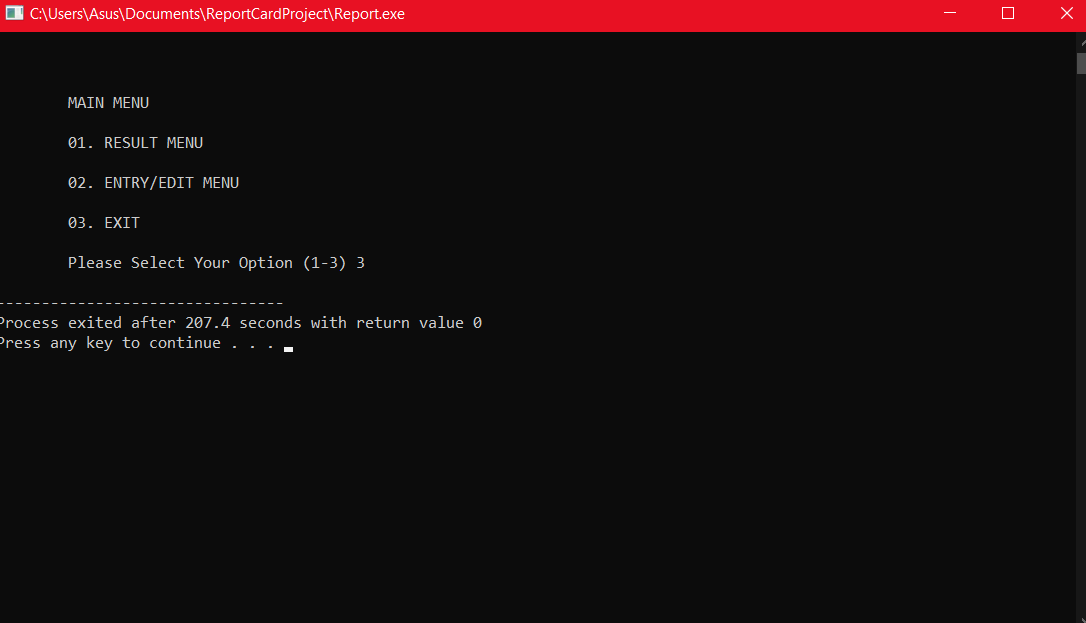 C:\Users\Asus\Documents\ReportCardProject\Report.exe
MAIN MENU
01. RESULT MENU
02. ENTRY/EDIT MENU
03. EXIT
Please Select Your Option (1-3) 3
--------------------------------
Process exited after 207.4 seconds with return value 0
Press any key to continue . . .